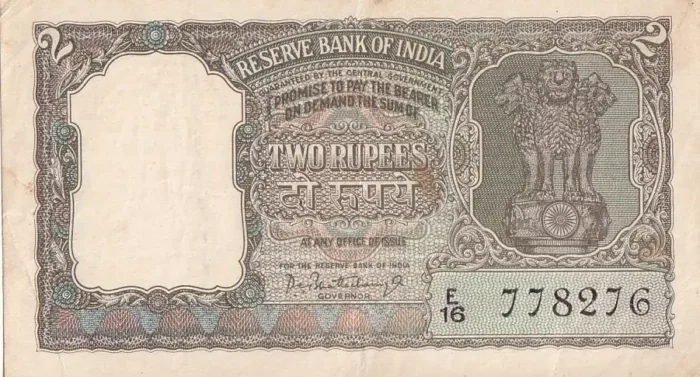 2
2
RESERVE BANK OF INDIA
GUARANTEED BY THE CENTRAL GOVERNMENT
I PROMISE TO PAY THE BEARER
ON DEMAND THE SUM OF
TWO RUPEES
दो रुपये
AT ANY OFFICE OF ISSUE
FOR THE RESERVE BANK OF INDIA
GOVERNOR
E/16 778276